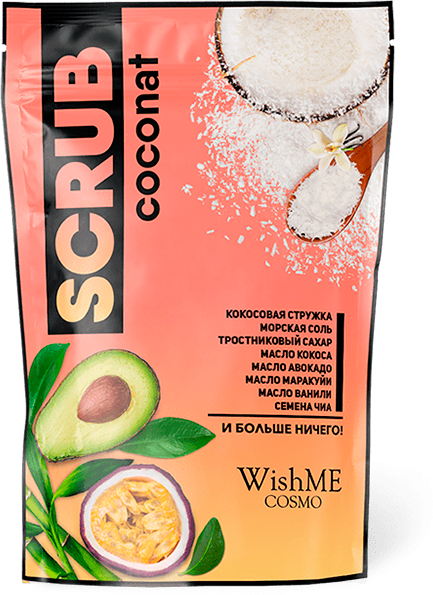 SCRUB
coconat
КОКОСОВАЯ СТРУЖКА
МОРСКАЯ СОЛЬ
ТРОСТНИКОВЫЙ САХАР
МАСЛО КОКОСА
МАСЛО АВОКАДО
МАСЛО МАРАКУЙИ
МАСЛО ВАНИЛИ
СЕМЕНА ЧИА
И БОЛЬШЕ НИЧЕГО!
WishME
COSMO